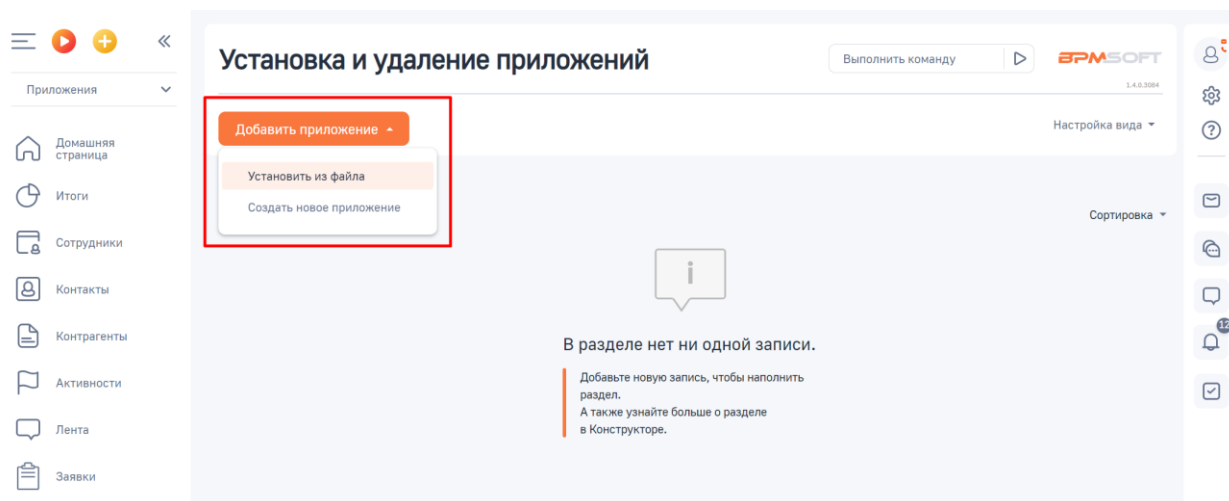 Установка и удаление приложений
Выполнить команду
BPMSOFT
1.4.0.3084
Приложения
Добавить приложение
Настройка вида
Установить из файла
Создать новое приложение
Сортировка
Домашняя
страница
Итоги
Сотрудники
Контакты
Контрагенты
Активности
Лента
Заявки
i
В разделе нет ни одной записи.
Добавьте новую запись, чтобы наполнить
раздел.
А также узнайте больше о разделе
в Конструкторе.
12